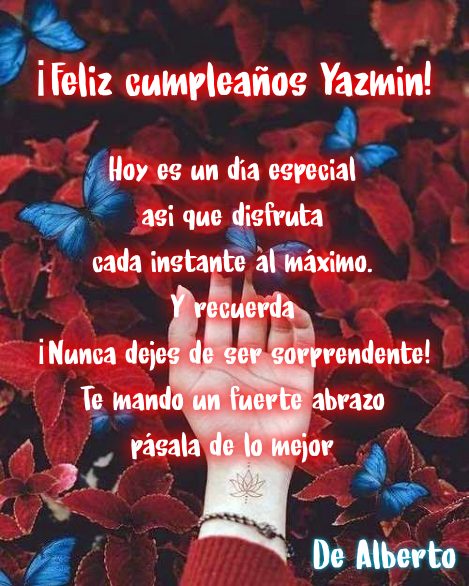 ¡Feliz cumpleaños Yazmin!
Hoy es un día especial
asi que disfruta
cada instante al máximo.
Y recuerda
¡Nunca dejes de ser sorprendente!
Te mando un fuerte abrazo
pásala de lo mejor
De Alberto